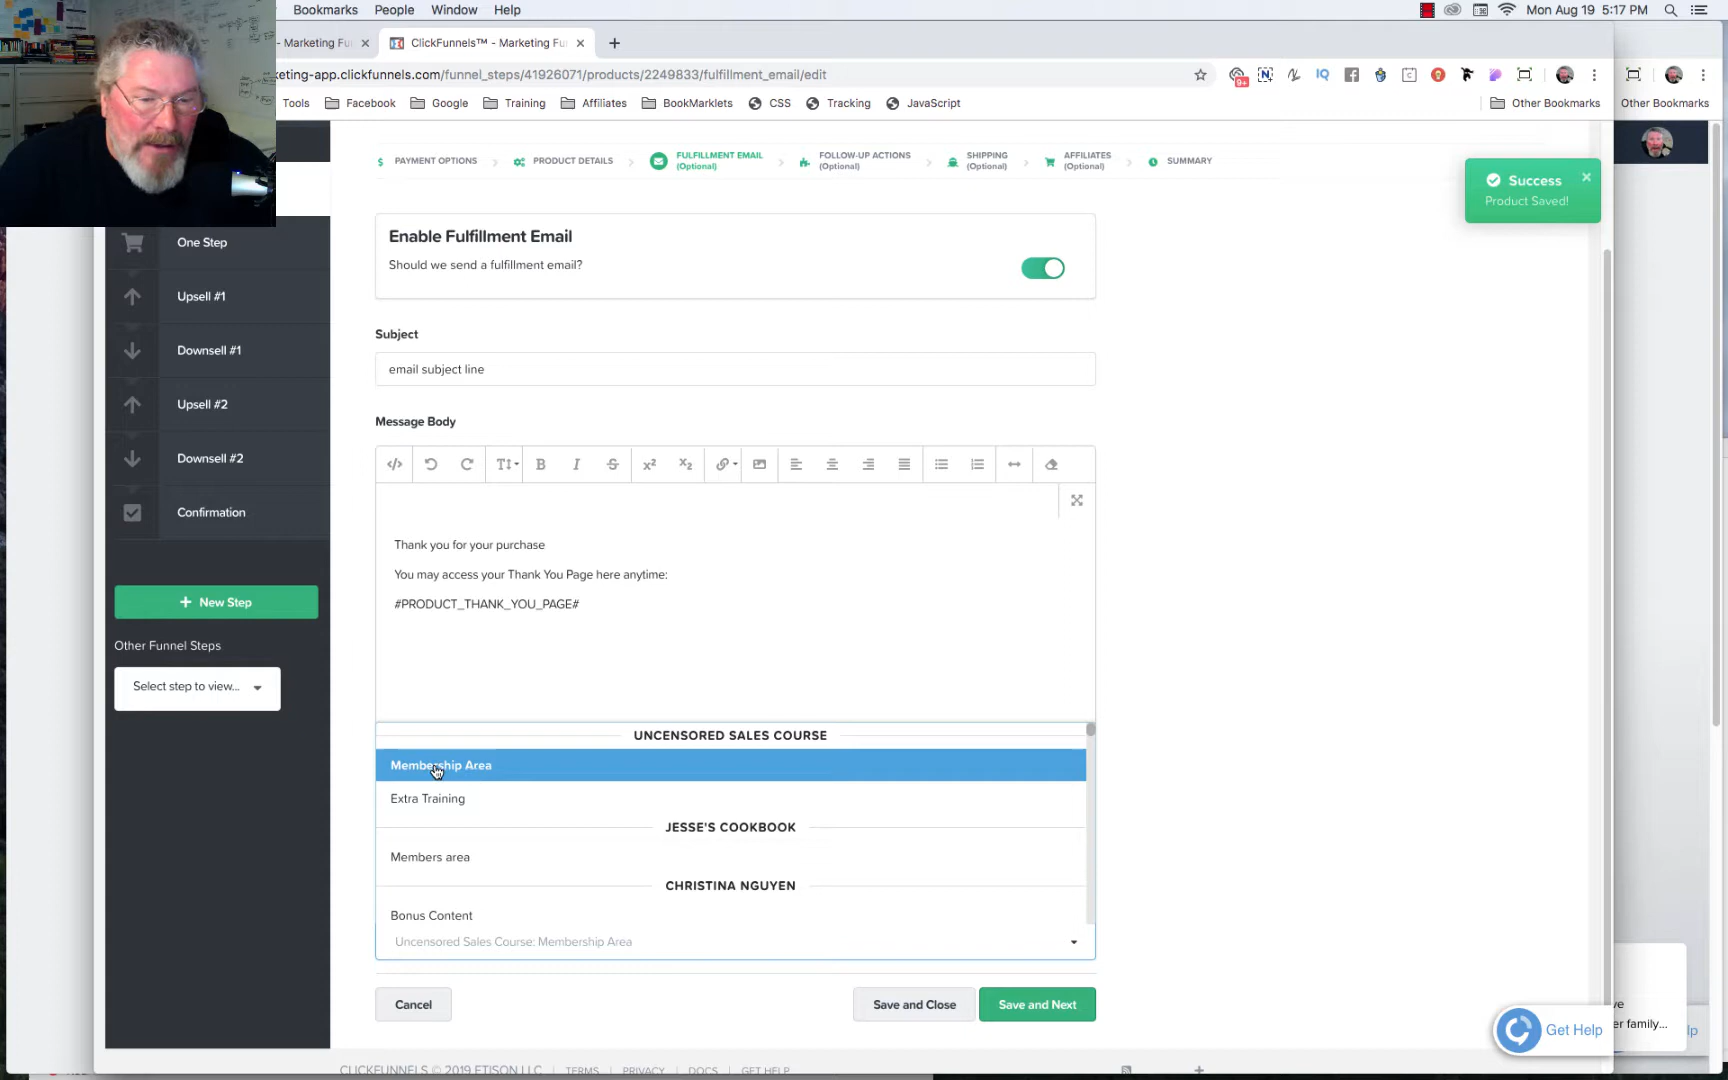 Bookmarks People Window Help
Mon Aug 19 5:17 PM
- Marketing Fu
ClickFunnels™ - Marketing Fu
keting-app.clickfunnels.com/funnel_steps/41926071/products/2249833/fulfillment_email/edit
Tools Facebook Google Training Affiliates BookMarklets CSS Tracking JavaScript Other Bookmarks Other Bookmarks
PAYMENT OPTIONS
PRODUCT DETAILS
FULFILLMENT EMAIL
(Optional)
FOLLOW-UP ACTIONS
(Optional)
SHIPPING
(Optional)
AFFILIATES
(Optional)
SUMMARY
Success
Product Saved!
One Step
Upsell #1
Downsell #1
Upsell #2
Downsell #2
Confirmation
New Step
Other Funnel Steps
Select step to view...
Enable Fulfillment Email
Should we send a fulfillment email?
Subject
email subject line
Message Body
Thank you for your purchase
You may access your Thank You Page here anytime:
#PRODUCT_THANK_YOU_PAGE#
UNCENSORED SALES COURSE
Membership Area
Extra Training
JESSE'S COOKBOOK
Members area
CHRISTINA NGUYEN
Bonus Content
Uncensored Sales Course: Membership Area
Cancel
Save and Close
Save and Next
ve
er family...
Get Help
lp
CLICKFUNNELS © 2019 ETISON LLC TERMS PRIVACY DOCS GET HELP